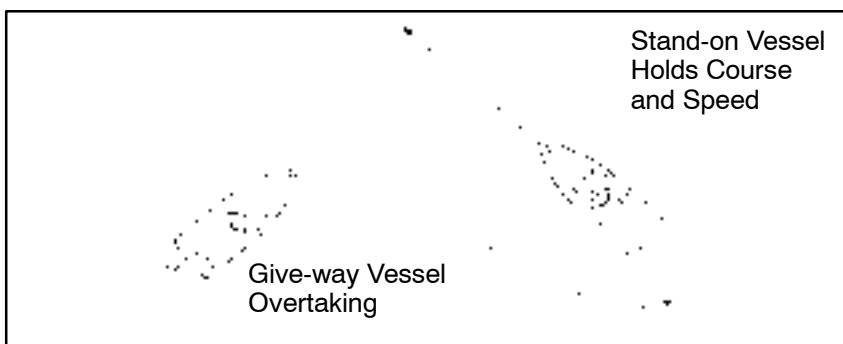 Stand-on Vessel
Holds Course
and Speed
Give-way Vessel
Overtaking